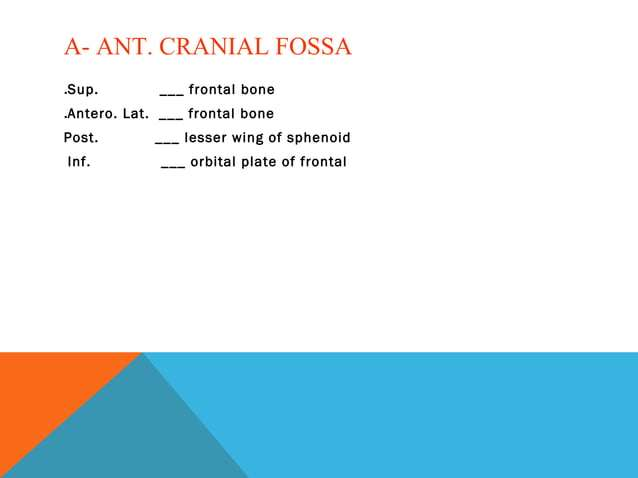 A- ANT. CRANIAL FOSSA
.Sup. ___ frontal bone
.Antero. Lat. ___ frontal bone
Post. ___ lesser wing of sphenoid
Inf. ___ orbital plate of frontal